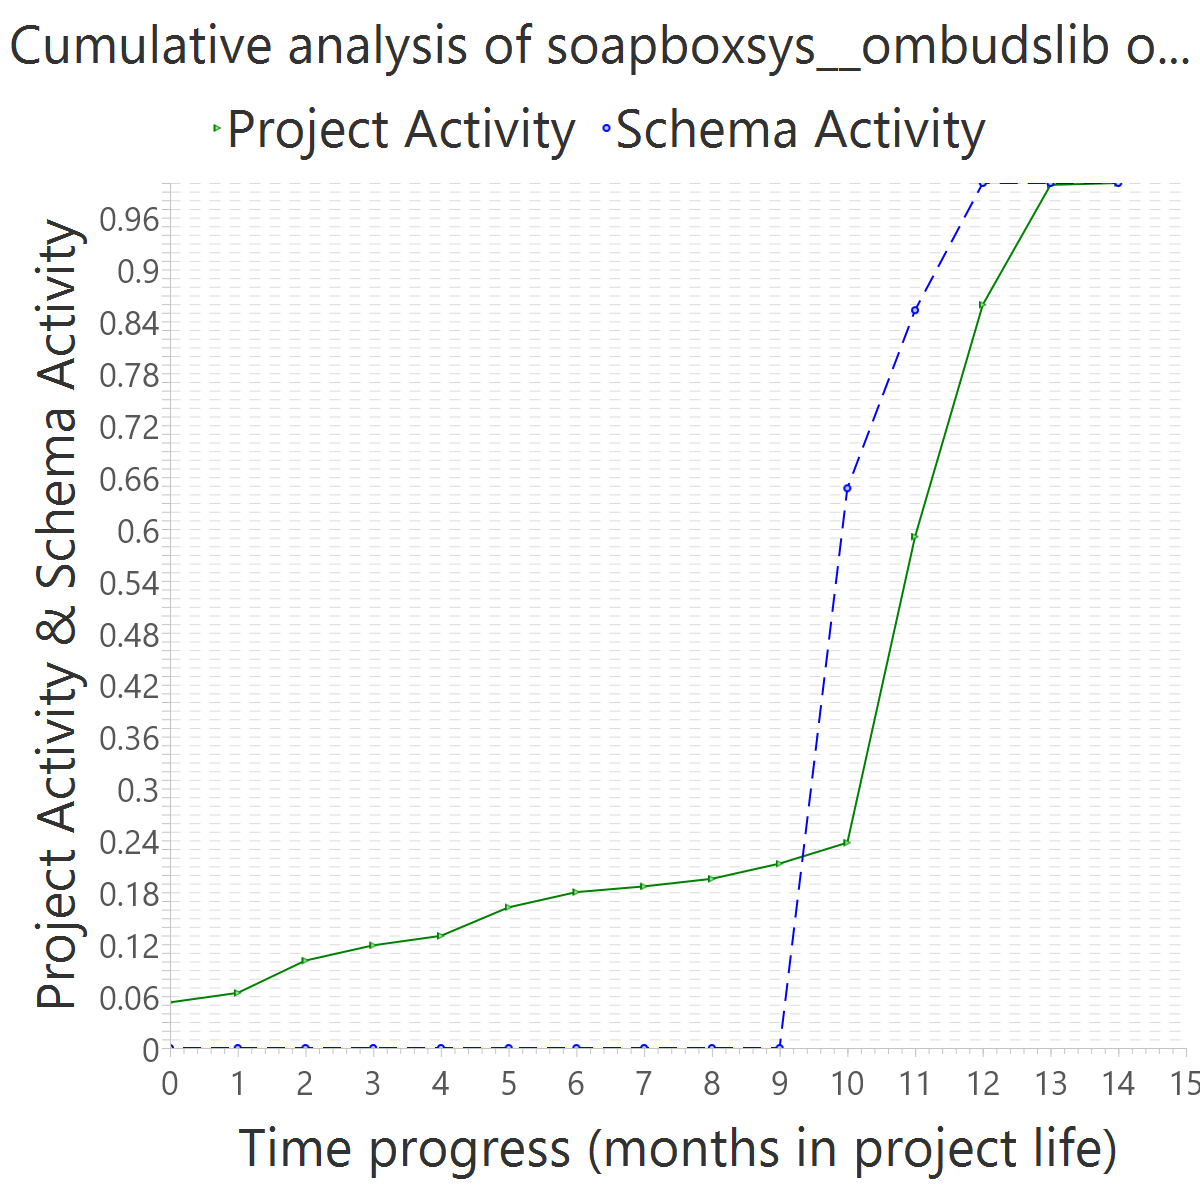 Cumulative analysis of soapboxsys__ombudslib o...
Project Activity
Schema Activity
Project Activity & Schema Activity
0.96
0.9
0.84
0.78
0.72
0.66
0.6
0.54
0.48
0.42
0.36
0.3
0.24
0.18
0.12
0.06
0
0 1 2 3 4 5 6 7 8 9 10 11 12 13 14 15
Time progress (months in project life)